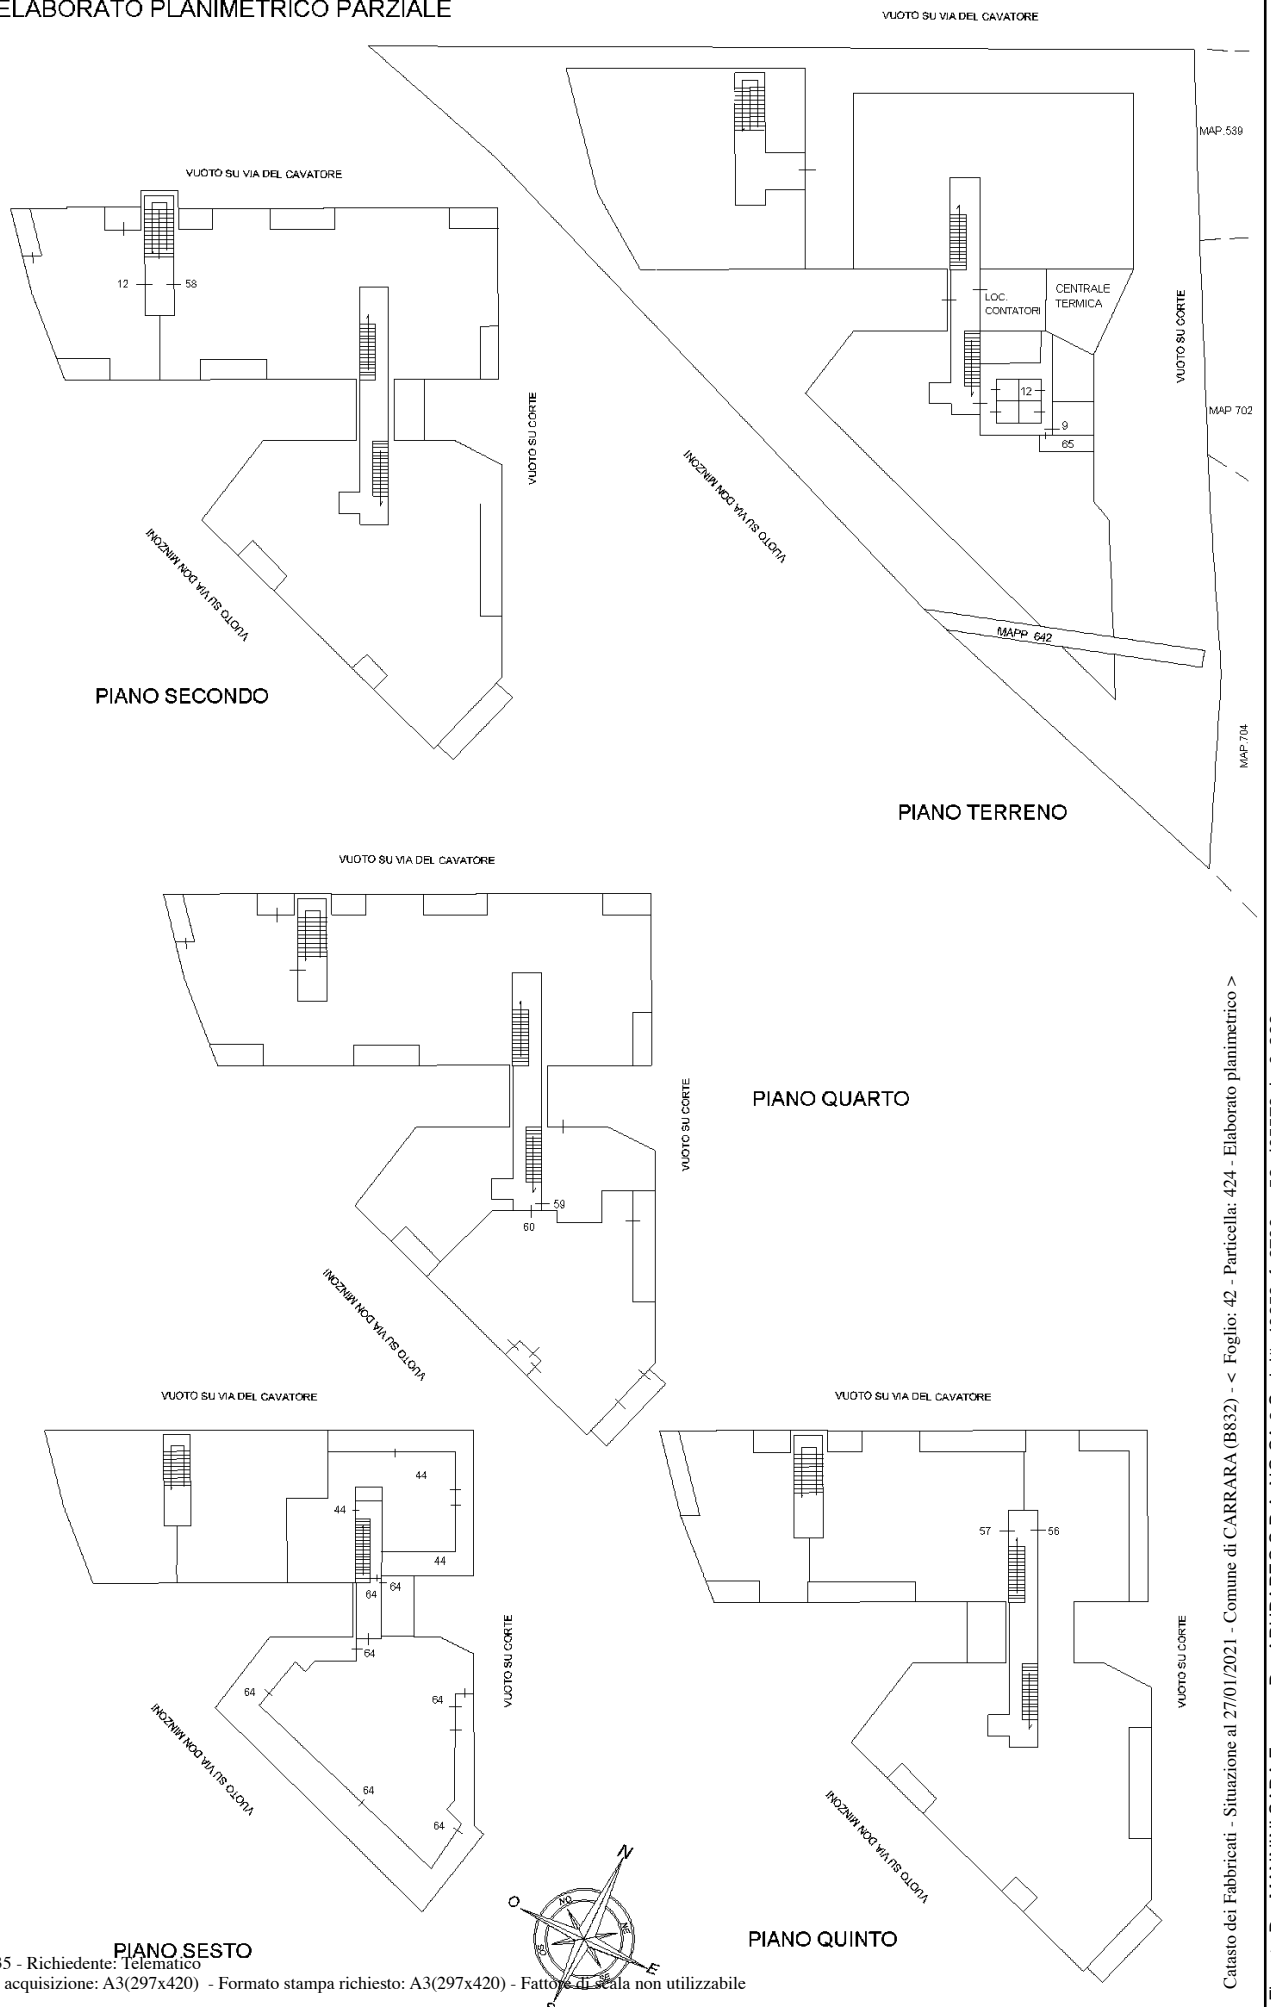 ELABORATO PLANIMETRICO PARZIALE
VUOTO SU VIA DEL CAVATORE
MAP.539
VUOTO SU VIA DEL CAVATORE
12
58
LOC.
CONTATORI
CENTRALE
TERMICA
VUOTO SU CORTE
12
9
65
MAP 702
VUOTO SU CORTE
VUOTO SU VIA DON MINZONI
VUOTO SU VIA DON MINZONI
MAPP 642
PIANO SECONDO
MAP.704
PIANO TERRENO
VUOTO SU VIA DEL CAVATORE
VUOTO SU CORTE
PIANO QUARTO
59
60
VUOTO SU VIA DON MINZONI
VUOTO SU VIA DEL CAVATORE
VUOTO SU VIA DEL CAVATORE
44
44
44
57
56
64
64
64
64
64
64
64
VUOTO SU CORTE
VUOTO SU CORTE
VUOTO SU VIA DON MINZONI
VUOTO SU VIA DON MINZONI
N
O
E
NO
NE
SO
SE
PIANO SESTO
PIANO QUINTO
35 - Richiedente: Telematico
acquisizione: A3(297x420) - Formato stampa richiesto: A3(297x420) - Fattore di scala non utilizzabile
Catasto dei Fabbricati - Situazione al 27/01/2021 - Comune di CARRARA (B832) - < Foglio: 42 - Particella: 424 - Elaborato planimetrico >